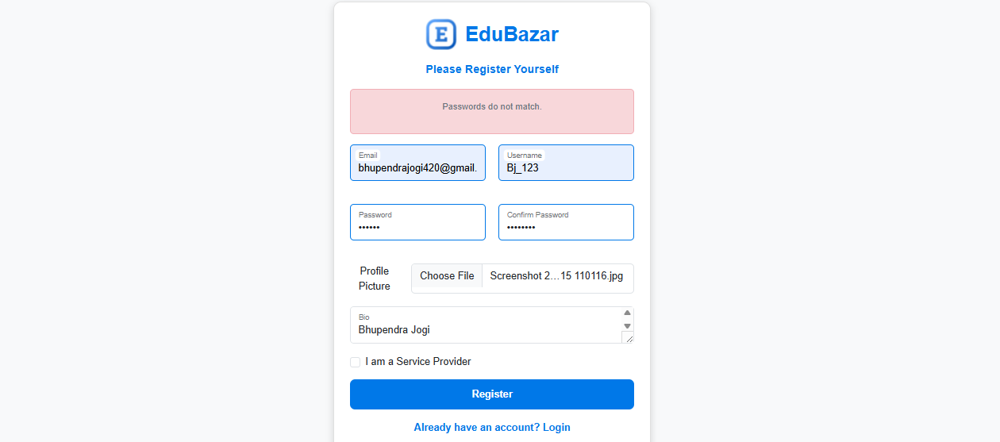 E EduBazar
Please Register Yourself
Passwords do not match.
Email Username
bhupendrajogi420@gmail. Bj_123
Password Confirm Password
•••••• ••••••••
Profile
Picture
Choose File Screenshot 2...15 110116.jpg
Bio
Bhupendra Jogi
I am a Service Provider
Register
Already have an account? Login